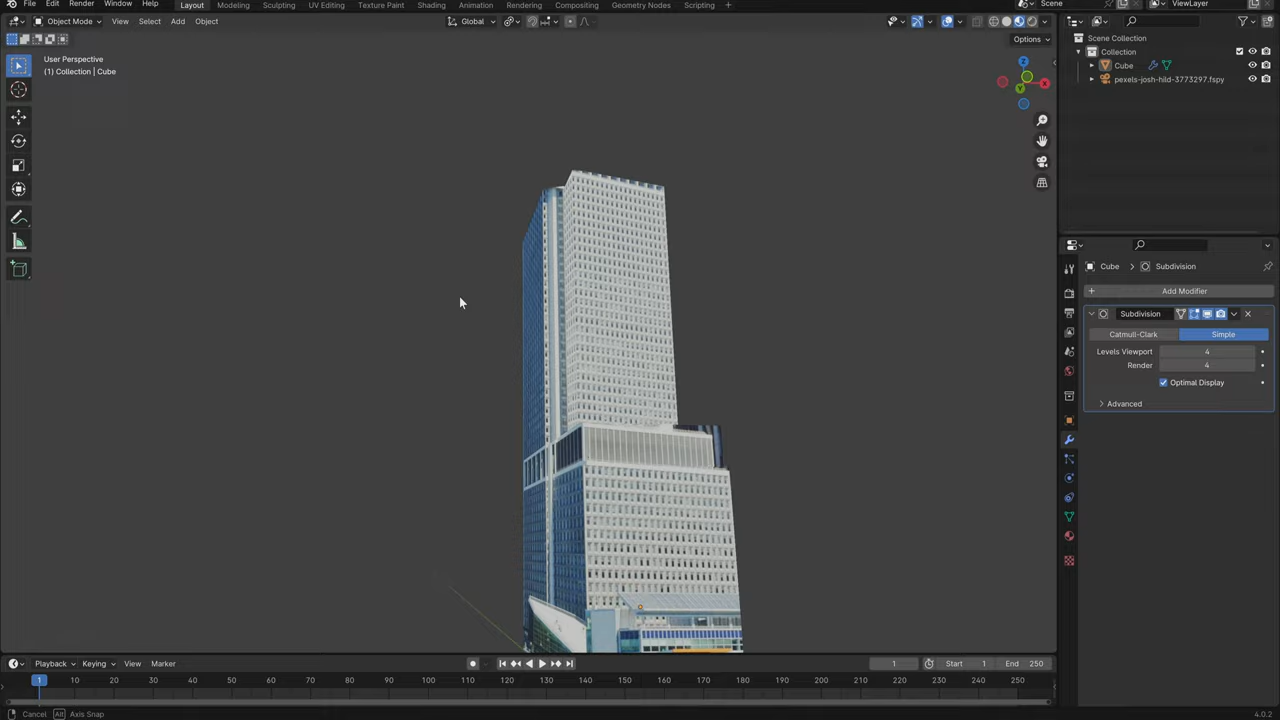 File Edit Render Window Help Layout Modeling Sculpting UV Editing Texture Paint Shading Animation Rendering Compositing Geometry Nodes Scripting Scene ViewLayer
Object Mode View Select Add Object Global
Options
User Perspective
(1) Collection | Cube
Z
X
Y
Scene Collection
Collection
Cube
pexels-josh-hild-3773297.fspy
Cube Subdivision
Add Modifier
Subdivision
Catmull-Clark Simple
Levels Viewport 4
Render 4
Optimal Display
Advanced
Playback Keying View Marker 1 Start 1 End 250
1 10 20 30 40 50 60 70 80 90 100 110 120 130 140 150 160 170 180 190 200 210 220 230 240 250
Cancel Alt Axis Snap 4.0.2